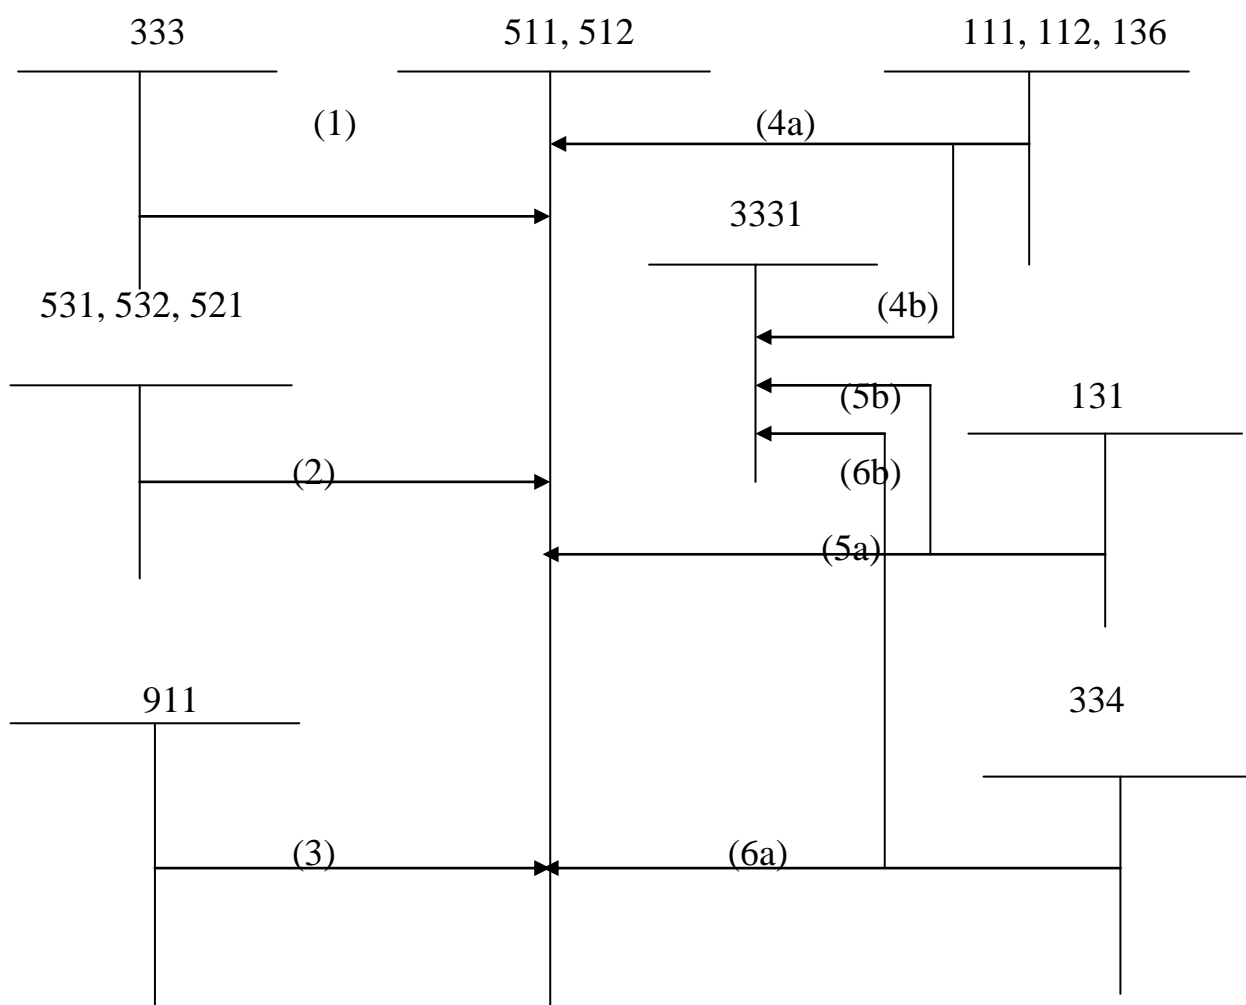 333
511, 512
111, 112, 136
(1)
(4a)
3331
531, 532, 521
(4b)
(5b)
131
(2)
(6b)
(5a)
911
334
(3)
(6a)